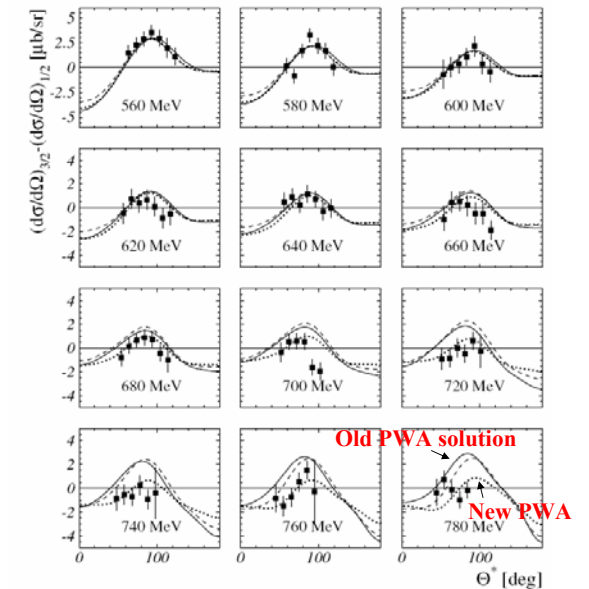 (dσ/dΩ)3/2-(dσ/dΩ)1/2 [μb/sr]
5
2.5
0
-2.5
-5
560 MeV
580 MeV
600 MeV
4
2
0
-2
-4
620 MeV
640 MeV
660 MeV
4
2
0
-2
-4
680 MeV
700 MeV
720 MeV
4
2
0
-2
-4
Old PWA solution
New PWA
740 MeV
760 MeV
780 MeV
0
100
0
100
0
100
Θ* [deg]